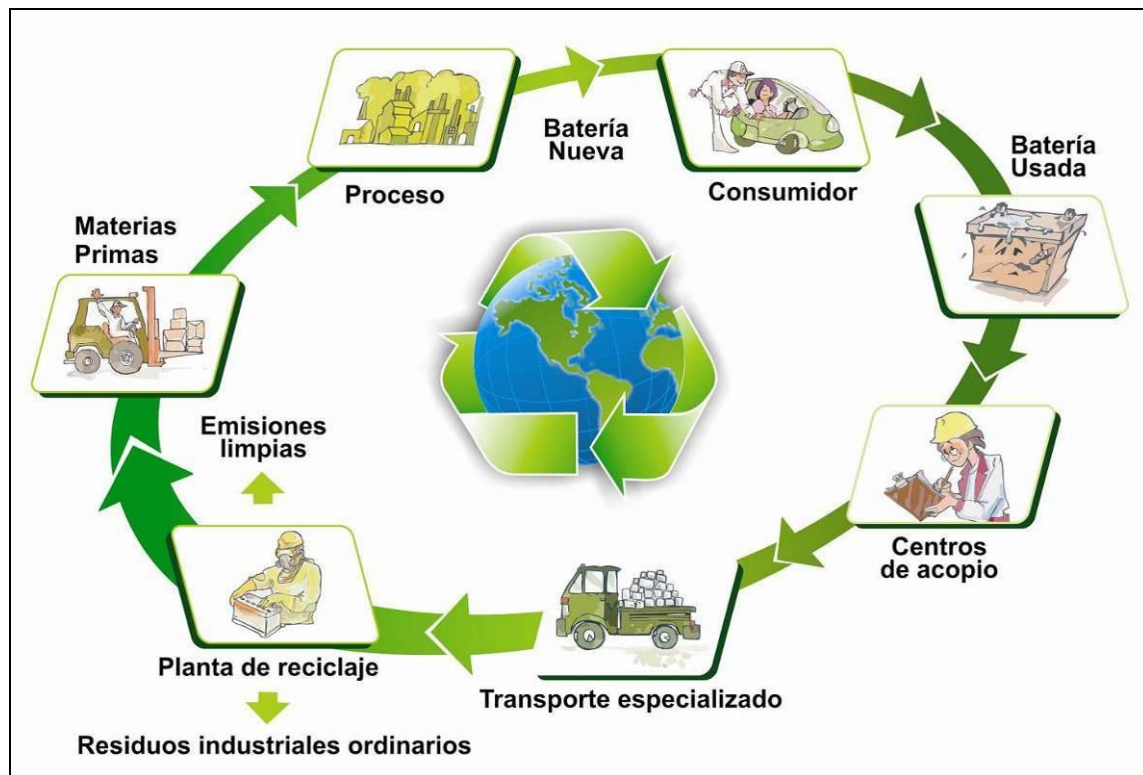 Proceso
Batería
Nueva
Consumidor
Batería
Usada
Centros
de acopio
Transporte especializado
Planta de reciclaje
Residuos industriales ordinarios
Emisiones
limpias
Materias
Primas